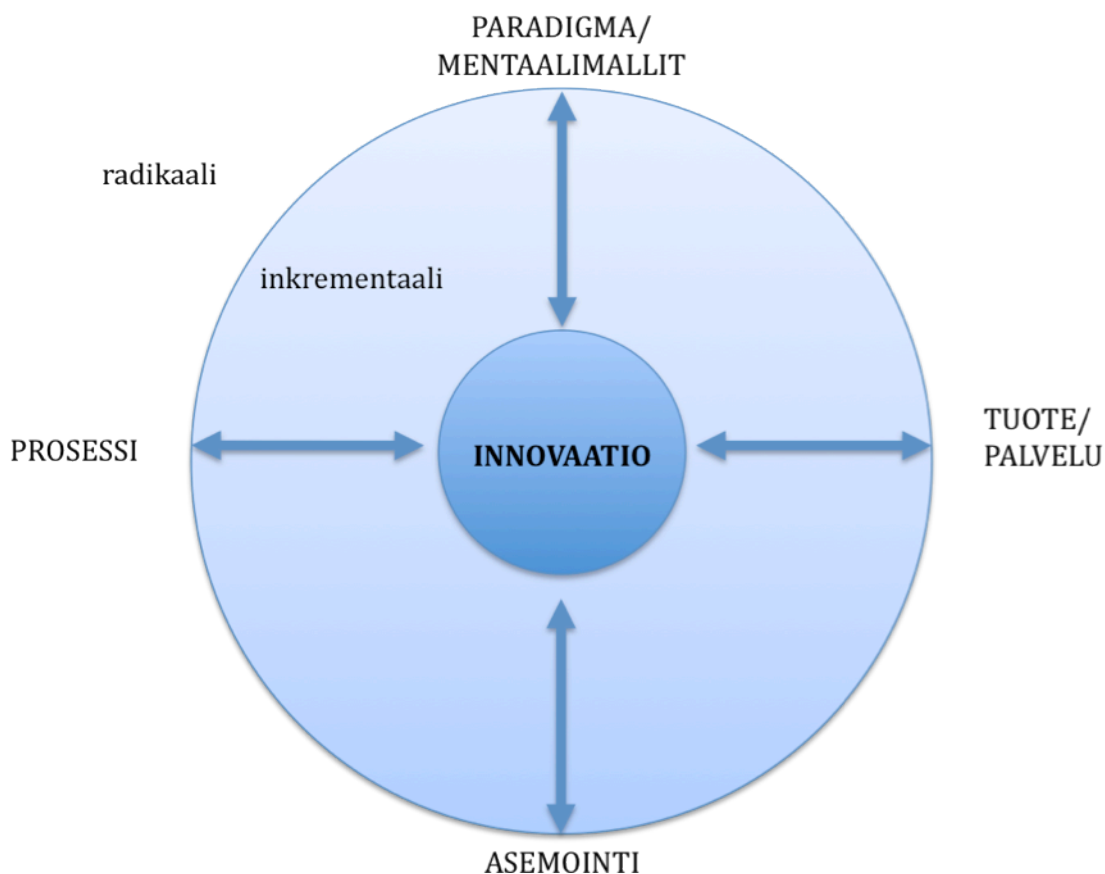 PARADIGMA/
MENTAALIMALLIT
radikaali
inkrementaali
PROSESSI
INNOVAATIO
TUOTE/
PALVELU
ASEMOINTI